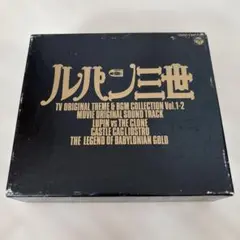 ルパン三世
TV ORIGINAL THEME & BGM COLLECTION Vol.1-2
MOVIE ORIGINAL SOUND TRACK
LUPIN vs THE CLONE
CASTLE CAGLIOSTRO
THE LEGEND OF BABYLONIAN GOLD